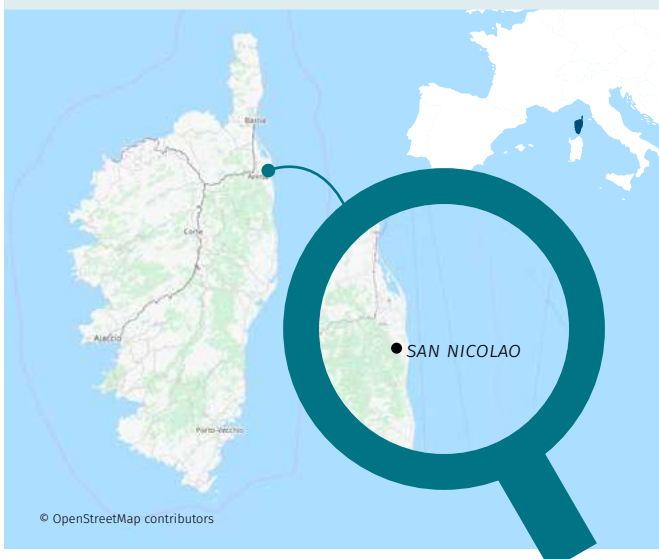 Bastia
Corte
SAN NICOLAO
Ajaccio
Porto-Vecchio
© OpenStreetMap contributors